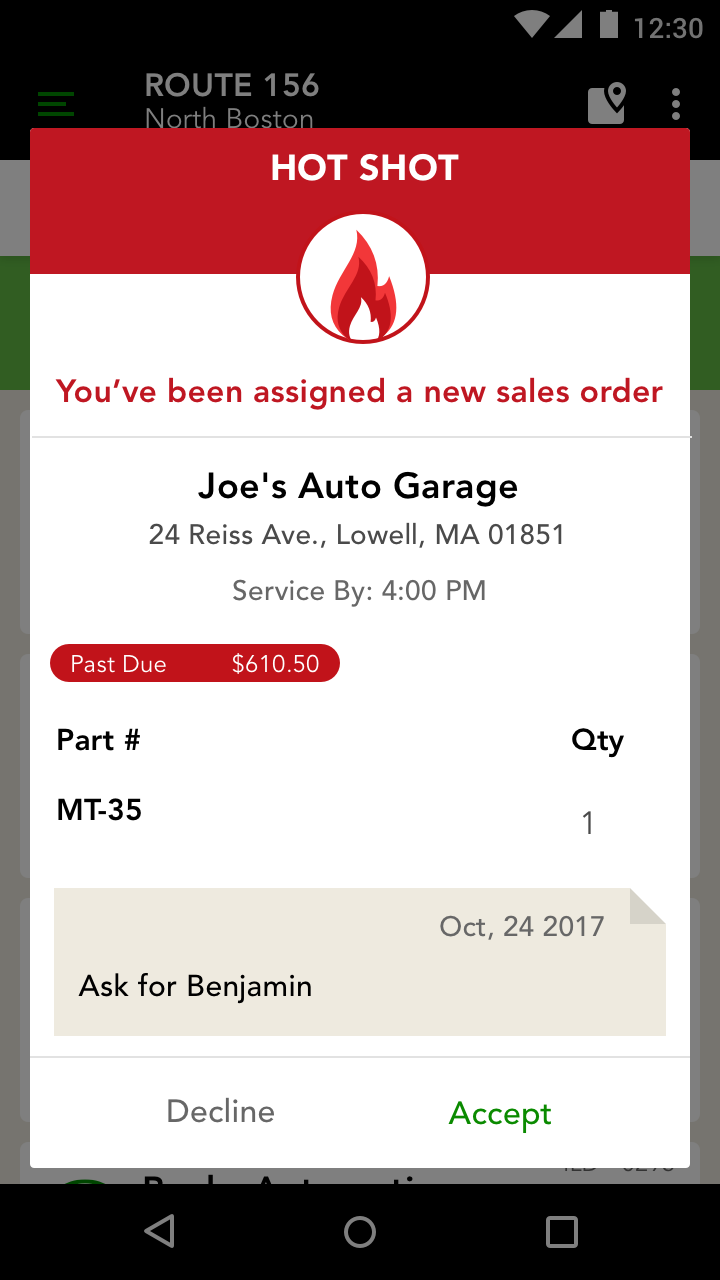 12:30
ROUTE 156
North Boston
HOT SHOT
You’ve been assigned a new sales order
Joe's Auto Garage
24 Reiss Ave., Lowell, MA 01851
Service By: 4:00 PM
Past Due $610.50
Part # Qty
MT-35 1
Oct, 24 2017
Ask for Benjamin
Decline Accept